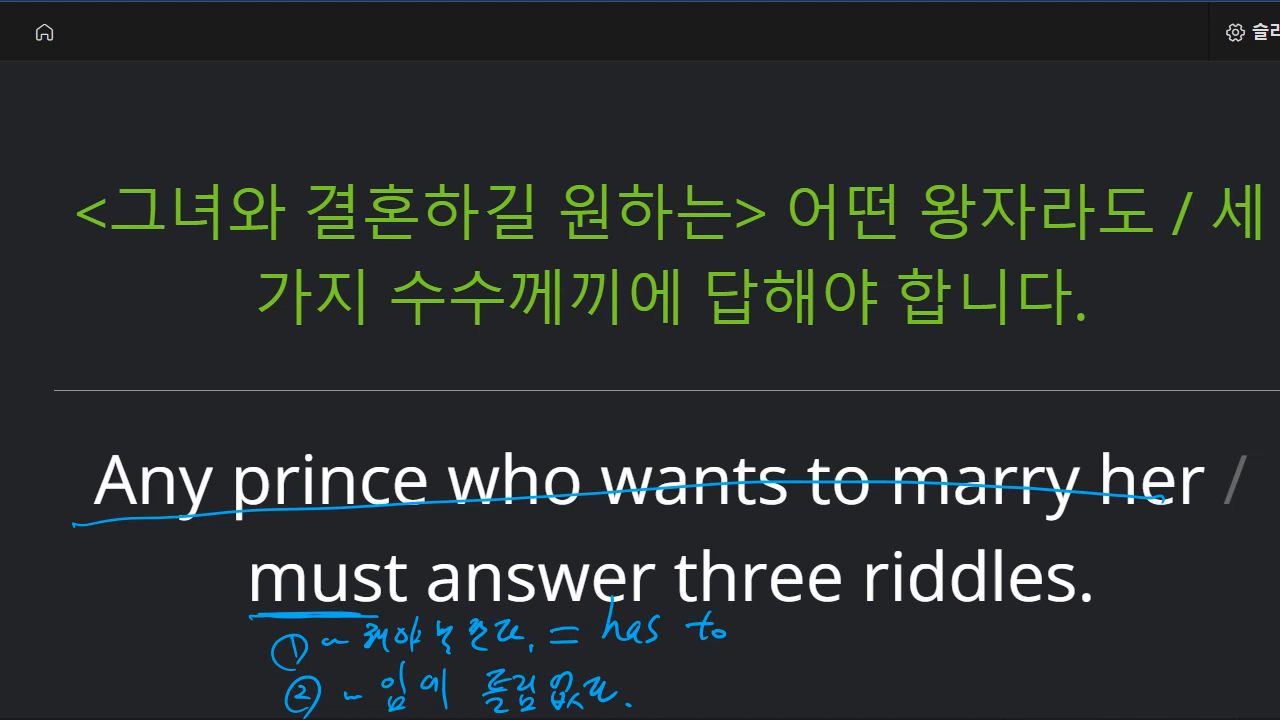 슬라
<그녀와 결혼하길 원하는> 어떤 왕자라도 / 세
가지 수수께끼에 답해야 합니다.
Any prince who wants to marry her /
must answer three riddles.
① ~ 해야 한다. = has to
② ~임에 틀림없다.